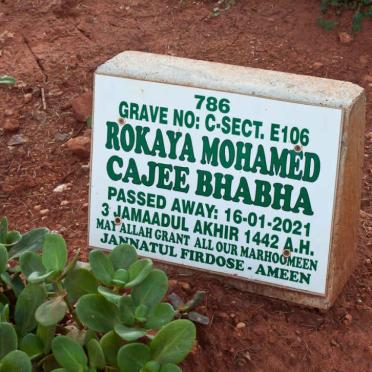 786
GRAVE NO: C-SECT. E106
ROKAYA MOHAMED
CAJEE BHABHA
PASSED AWAY: 16-01-2021
3 JAMAADUL AKHIR 1442 A.H.
MAY ALLAH GRANT ALL OUR MARHOOMEEN
JANNATUL FIRDOSE - AMEEN